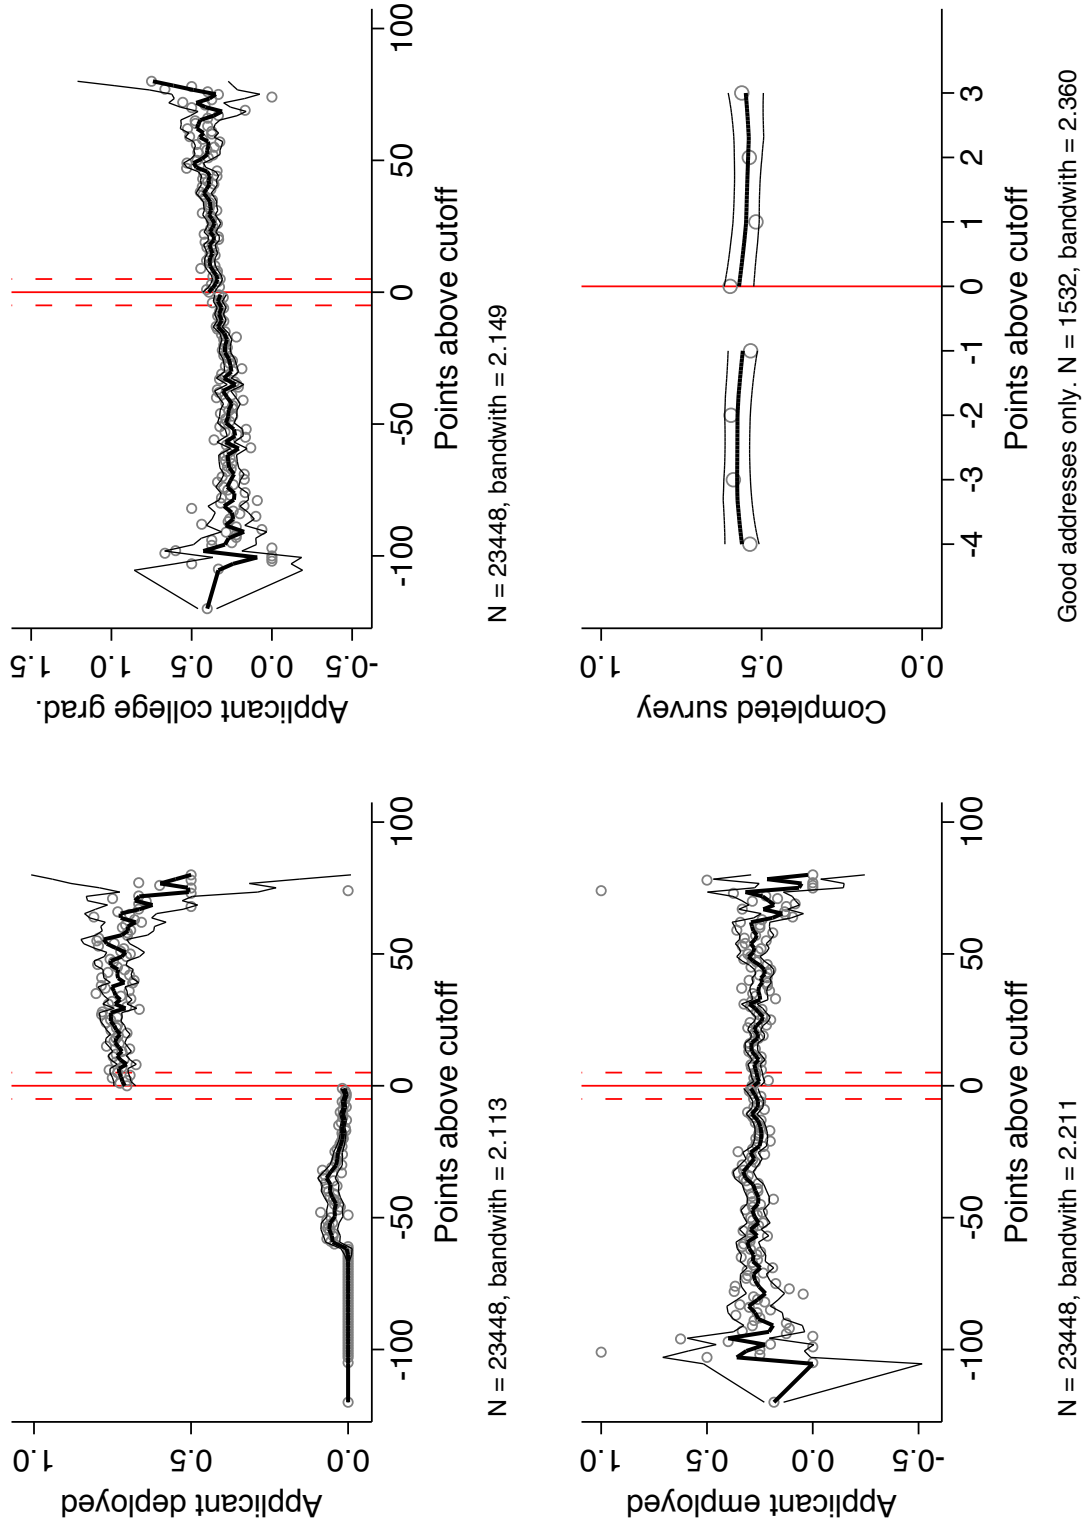 Applicant deployed
1.0
0.5
0.0
-100 -50 0 50 100
Points above cutoff
N = 23448, bandwith = 2.113
Applicant college grad.
1.5
1.0
0.5
0.0
-0.5
-100 -50 0 50 100
Points above cutoff
N = 23448, bandwith = 2.149
Applicant employed
1.0
0.5
0.0
-0.5
-100 -50 0 50 100
Points above cutoff
N = 23448, bandwith = 2.211
Completed survey
1.0
0.5
0.0
-4 -3 -2 -1 0 1 2 3
Points above cutoff
Good addresses only. N = 1532, bandwith = 2.360